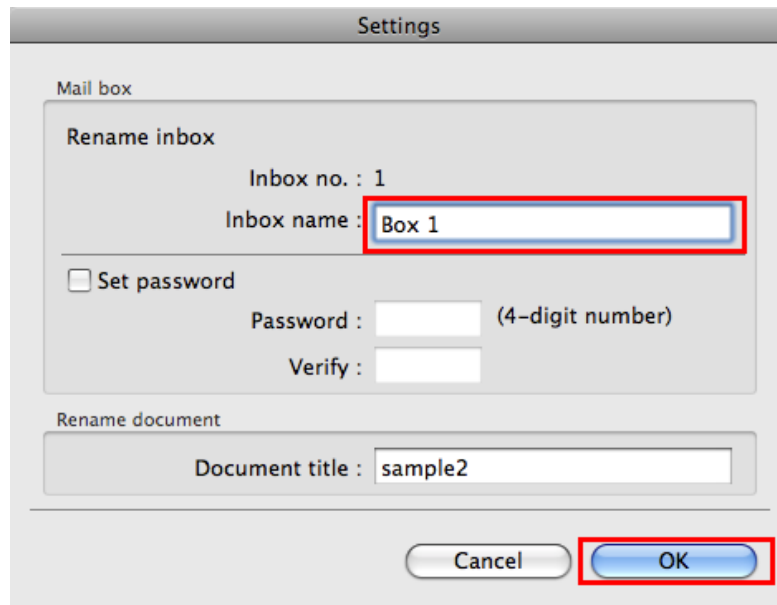 Settings
Mail box
Rename inbox
Inbox no. : 1
Inbox name : Box 1
Set password
Password : (4-digit number)
Verify :
Rename document
Document title : sample2
Cancel OK